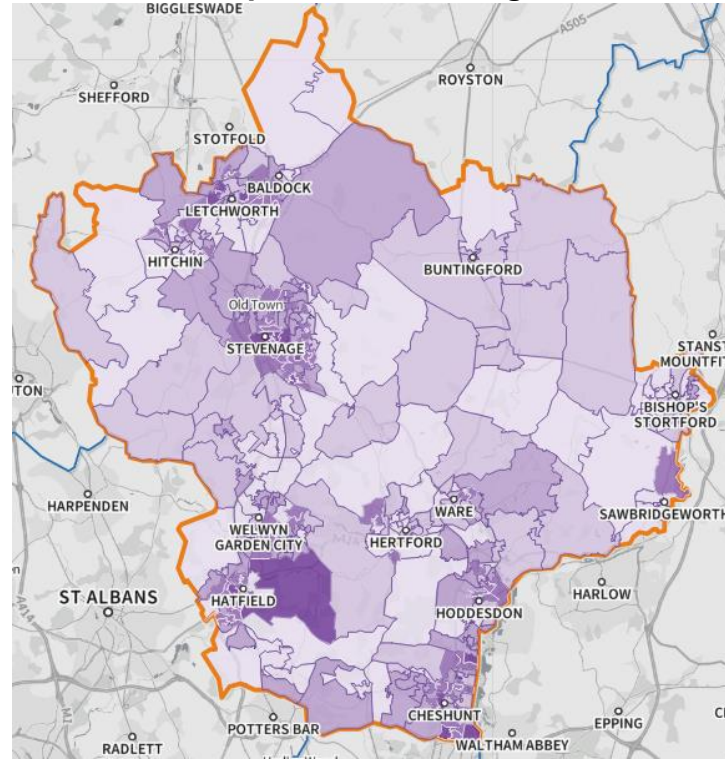 BIGGLESWADE
A505
ROYSTON
SHEFFORD
STOTFOLD
BALDOCK
LETCHWORTH
HITCHIN
BUNTINGFORD
Old Town
STEVENAGE
STANST
MOUNTFIT
BISHOP'S
STORTFORD
HARPENDEN
WARE
SAWBRIDGEWORTH
WELWYN
GARDEN CITY
HERTFORD
ST ALBANS
HATFIELD
HODDESDON
HARLOW
A414
M1
CHESHUNT
EPPING
POTTERS BAR
RADLETT
WALTHAM ABBEY